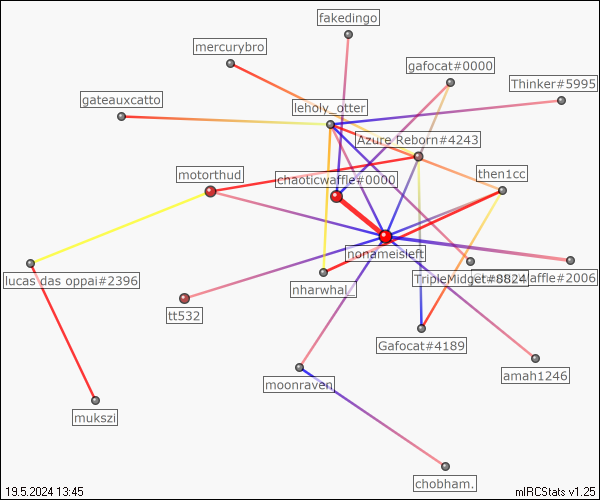 fakedingo
mercurybro
gafocat#0000
Thinker#5995
gateauxcatto
leholy_otter
Azure Reborn#4243
motorthud
chaoticwaffle#0000
then1cc
nonameisleft
lucas das oppai#2396
TripleMidget#8824
affle#2006
nharwhal_
tt532
Gafocat#4189
amah1246
moonraven
mukszi
chobham.
19.5.2024 13:45
mIRCStats v1.25